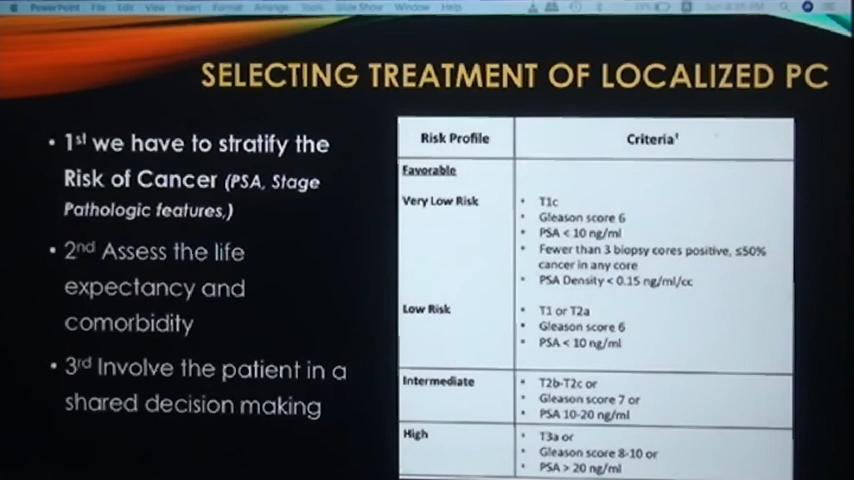 PowerPoint File Edit View Insert Format Arrange Tools Slide Show Window Help
SELECTING TREATMENT OF LOCALIZED PC
• 1st we have to stratify the
Risk of Cancer (PSA, Stage
Pathologic features,)
• 2nd Assess the life
expectancy and
comorbidity
• 3rd Involve the patient in a
shared decision making
Risk Profile Criteria¹
Favorable
Very Low Risk • T1c
• Gleason score 6
• PSA < 10 ng/ml
• Fewer than 3 biopsy cores positive, ≤50%
cancer in any core
• PSA Density < 0.15 ng/ml/cc
Low Risk • T1 or T2a
• Gleason score 6
• PSA < 10 ng/ml
Intermediate • T2b-T2c or
• Gleason score 7 or
• PSA 10-20 ng/ml
High • T3a or
• Gleason score 8-10 or
• PSA > 20 ng/ml